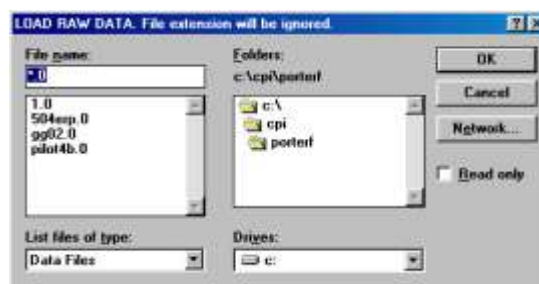 LOAD RAW DATA. File extension will be ignored.
File name:
*.0
1.0
504erp.0
gg02.0
pilot4b.0
List files of type:
Data Files
Folders:
c:\cpi\porterf
c:\
cpi
porterf
Drives:
c:
OK
Cancel
Network...
Read only